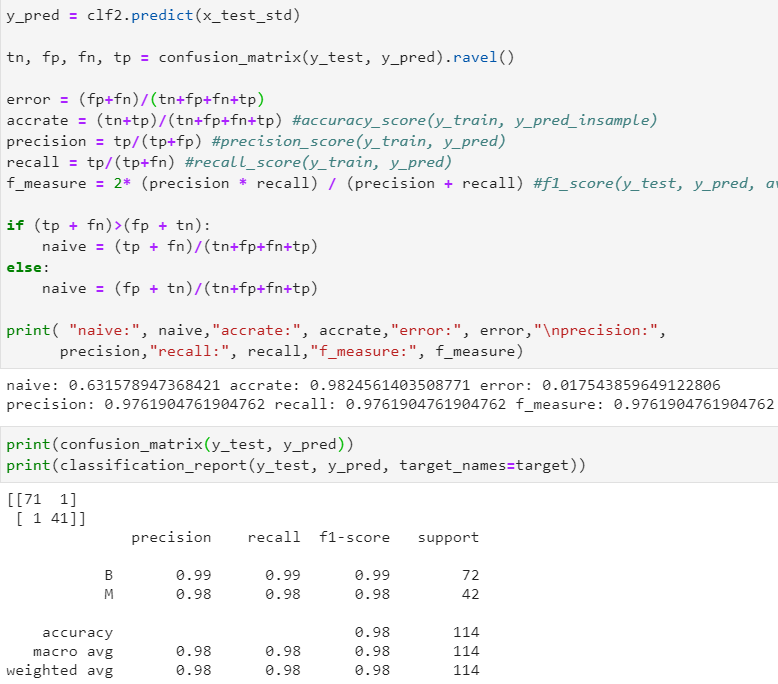 y_pred = clf2.predict(x_test_std)
tn, fp, fn, tp = confusion_matrix(y_test, y_pred).ravel()
error = (fp+fn)/(tn+fp+fn+tp)
accrate = (tn+tp)/(tn+fp+fn+tp) #accuracy_score(y_train, y_pred_insample)
precision = tp/(tp+fp) #precision_score(y_train, y_pred)
recall = tp/(tp+fn) #recall_score(y_train, y_pred)
f_measure = 2* (precision * recall) / (precision + recall) #f1_score(y_test, y_pred, av
if (tp + fn)>(fp + tn):
    naive = (tp + fn)/(tn+fp+fn+tp)
else:
    naive = (fp + tn)/(tn+fp+fn+tp)
print( "naive:", naive,"accrate:", accrate,"error:", error,"\nprecision:",
      precision,"recall:", recall,"f_measure:", f_measure)
naive: 0.631578947368421 accrate: 0.9824561403508771 error: 0.017543859649122806
precision: 0.9761904761904762 recall: 0.9761904761904762 f_measure: 0.9761904761904762
print(confusion_matrix(y_test, y_pred))
print(classification_report(y_test, y_pred, target_names=target))
[[71  1]
 [ 1 41]]
              precision    recall  f1-score   support
           B       0.99      0.99      0.99        72
           M       0.98      0.98      0.98        42
    accuracy                           0.98       114
   macro avg       0.98      0.98      0.98       114
weighted avg       0.98      0.98      0.98       114